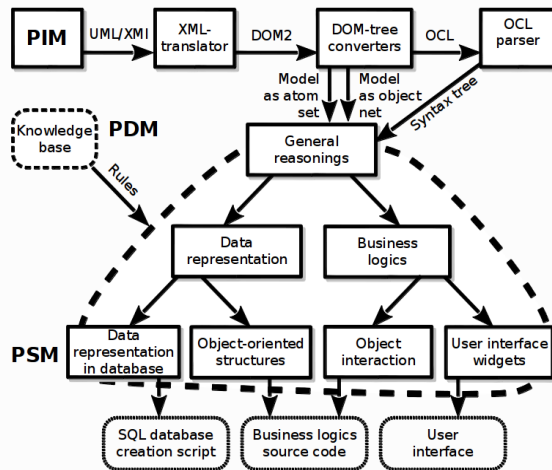 PIM
UML/XMI
XML-
translator
DOM2
DOM-tree
converters
OCL
OCL
parser
Model
as atom
set
Model
as object
net
Syntax tree
Knowledge
base
PDM
Rules
General
reasonings
Data
representation
Business
logics
PSM
Data
representation
in database
Object-oriented
structures
Object
interaction
User interface
widgets
SQL database
creation script
Business logics
source code
User
interface